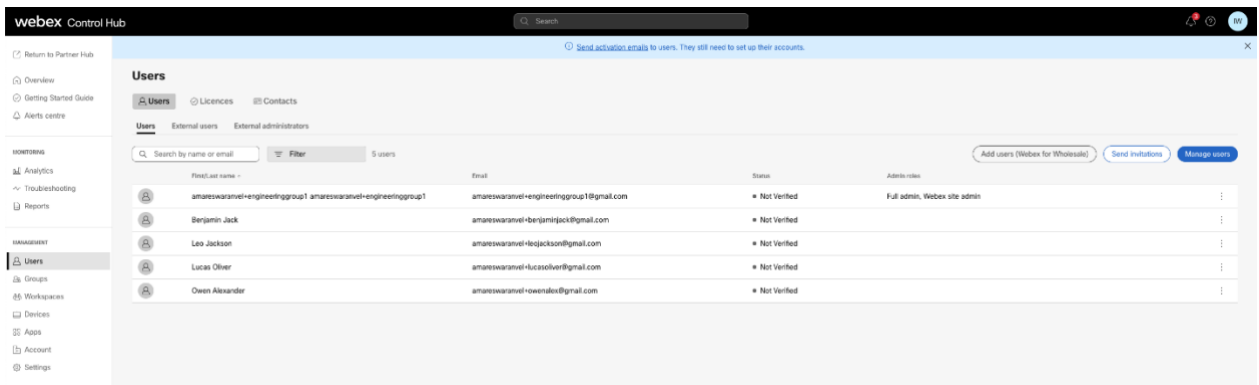 webex Control Hub
Search
IW
Return to Partner Hub
Send activation emails to users. They still need to set up their accounts.
Overview
Getting Started Guide
Alerts centre
MONITORING
Analytics
Troubleshooting
Reports
MANAGEMENT
Users
Groups
Workspaces
Devices
Apps
Account
Settings
Users
Users Licences Contacts
Users External users External administrators
Search by name or email Filter 5 users Add users (Webex for Wholesale) Send invitations Manage users
First/Last name Email Status Admin roles
amareswaranvel+engineeringgroup1 amareswaranvel+engineeringgroup1 amareswaranvel+engineeringgroup1@gmail.com Not Verified Full admin, Webex site admin
Benjamin Jack amareswaranvel+benjaminjack@gmail.com Not Verified
Leo Jackson amareswaranvel+leojackson@gmail.com Not Verified
Lucas Oliver amareswaranvel+lucasoliver@gmail.com Not Verified
Owen Alexander amareswaranvel+owenalex@gmail.com Not Verified